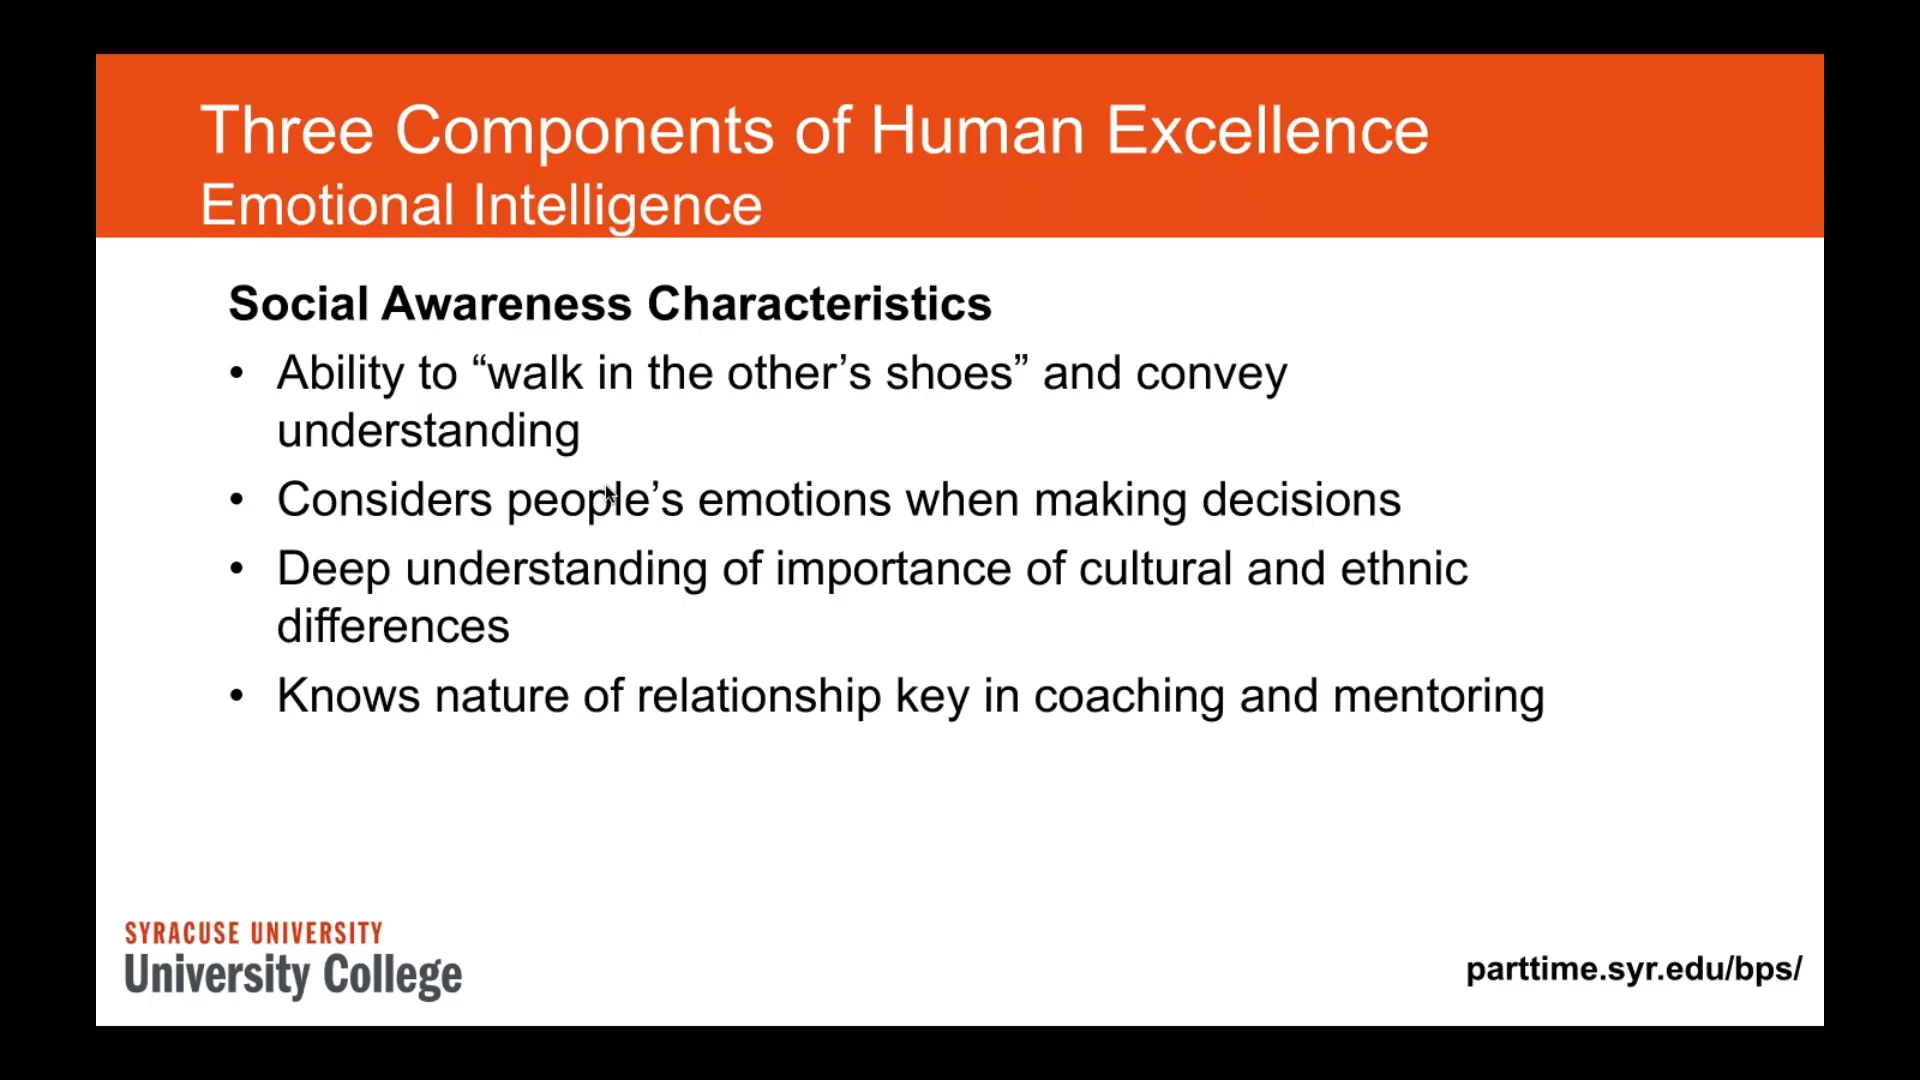 Three Components of Human Excellence
Emotional Intelligence
Social Awareness Characteristics
• Ability to “walk in the other’s shoes” and convey
understanding
• Considers people’s emotions when making decisions
• Deep understanding of importance of cultural and ethnic
differences
• Knows nature of relationship key in coaching and mentoring
SYRACUSE UNIVERSITY
University College
parttime.syr.edu/bps/